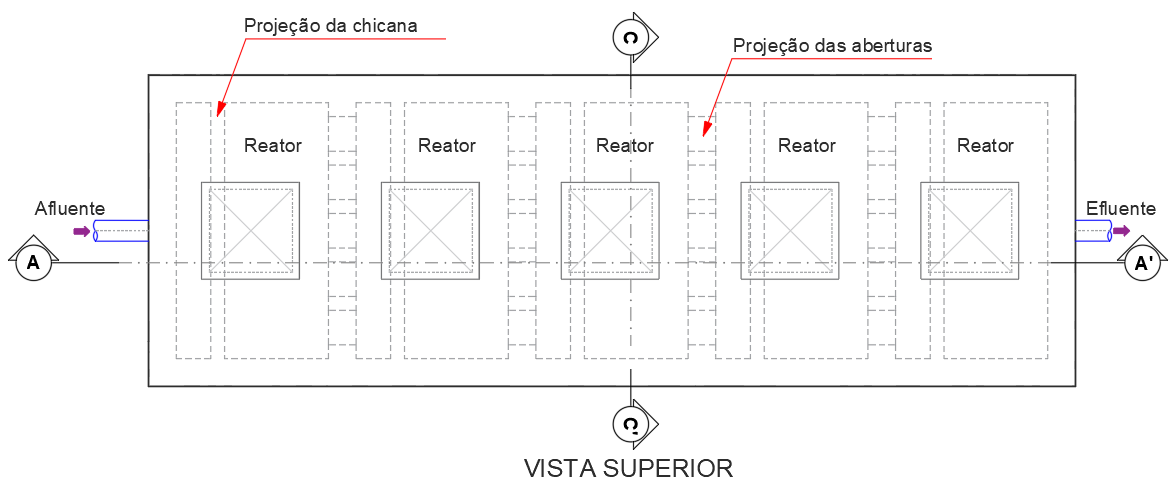 Projeção da chicana
C
Projeção das aberturas
Reator
Reator
Reator
Reator
Reator
Afluente
Efluente
A
A'
C'
VISTA SUPERIOR